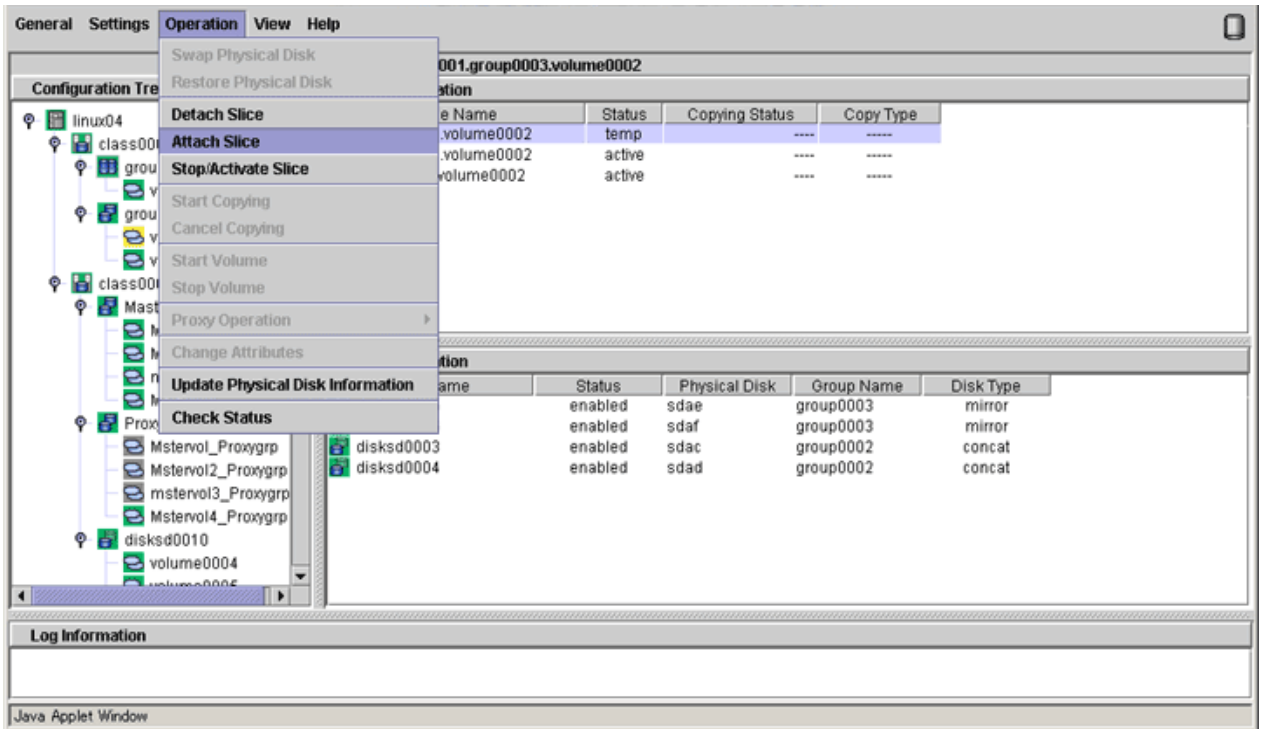 General Settings Operation View Help
Swap Physical Disk
001.group0003.volume0002
Restore Physical Disk
Configuration Tre
ation
Detach Slice
e Name Status Copying Status Copy Type
linux04
Attach Slice
.volume0002 temp ---- -----
class00
.volume0002 active ---- -----
grou
Stop/Activate Slice
volume0002 active ---- -----
v
Start Copying
grou
Cancel Copying
v
Start Volume
v
class00
Stop Volume
Mast
Proxy Operation
M
Change Attributes
M
tion
Update Physical Disk Information
ame Status Physical Disk Group Name Disk Type
M
enabled sdae group0003 mirror
Check Status
Prox
enabled sdaf group0003 mirror
Mstervol_Proxygrp
disksd0003 enabled sdac group0002 concat
Mstervol2_Proxygrp
disksd0004 enabled sdad group0002 concat
mstervol3_Proxygrp
Mstervol4_Proxygrp
disksd0010
volume0004
Log Information
Java Applet Window